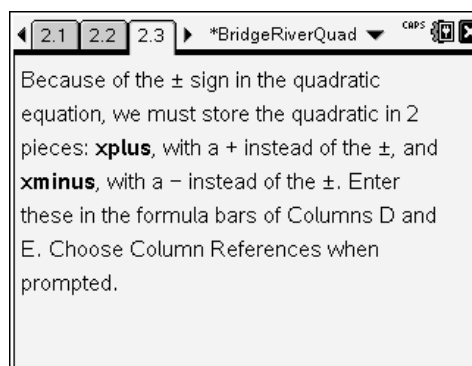 2.1 2.2 2.3 *BridgeRiverQuad CAPS
Because of the ± sign in the quadratic
equation, we must store the quadratic in 2
pieces: xplus, with a + instead of the ±, and
xminus, with a − instead of the ±. Enter
these in the formula bars of Columns D and
E. Choose Column References when
prompted.